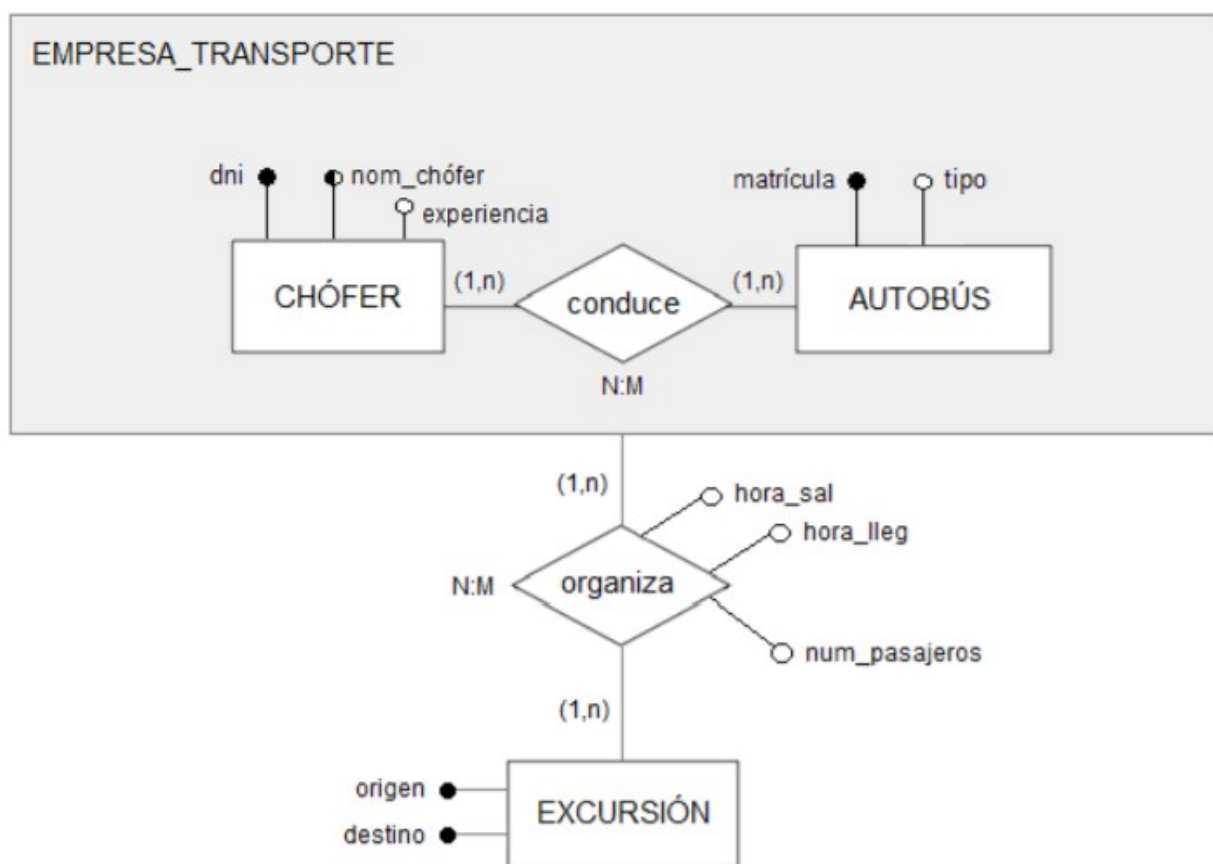 EMPRESA_TRANSPORTE
dni
nom_chófer
experiencia
matrícula
tipo
CHÓFER
(1,n)
conduce
(1,n)
AUTOBÚS
N:M
(1,n)
hora_sal
hora_lleg
N:M
organiza
num_pasajeros
(1,n)
origen
destino
EXCURSIÓN